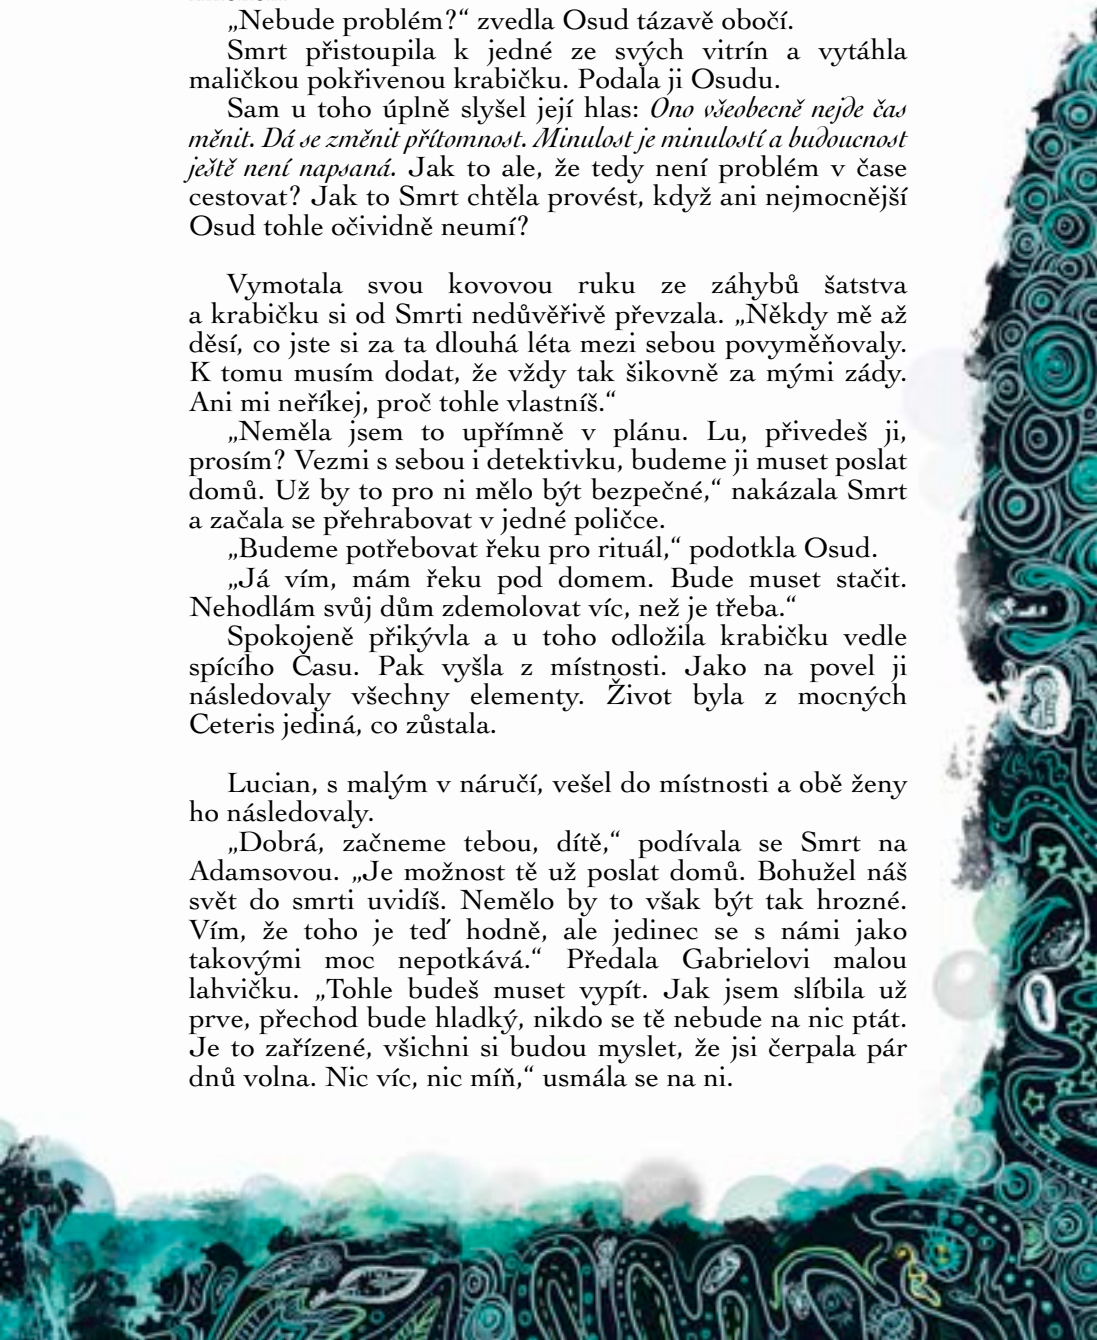 „Nebude problém?“ zvedla Osud tázavě obočí.
Smrt přistoupila k jedné ze svých vitrín a vytáhla
maličkou pokřivenou krabičku. Podala ji Osudu.
Sam u toho úplně slyšel její hlas: Ono všeobecně nejde čas
měnit. Dá se změnit přítomnost. Minulost je minulostí a budoucnost
ještě není napsaná. Jak to ale, že tedy není problém v čase
cestovat? Jak to Smrt chtěla provést, když ani nejmocnější
Osud tohle očividně neumí?
Vymotala svou kovovou ruku ze záhybů šatstva
a krabičku si od Smrti nedůvěřivě převzala. „Někdy mě až
děsí, co jste si za ta dlouhá léta mezi sebou povyměňovaly.
K tomu musím dodat, že vždy tak šikovně za mými zády.
Ani mi neříkej, proč tohle vlastníš.“
„Neměla jsem to upřímně v plánu. Lu, přivedeš ji,
prosím? Vezmi s sebou i detektivku, budeme ji muset poslat
domů. Už by to pro ni mělo být bezpečné,“ nakázala Smrt
a začala se přehrabovat v jedné poličce.
„Budeme potřebovat řeku pro rituál,“ podotkla Osud.
„Já vím, mám řeku pod domem. Bude muset stačit.
Nehodlám svůj dům zdemolovat víc, než je třeba.“
Spokojeně přikývla a u toho odložila krabičku vedle
spícího Času. Pak vyšla z místnosti. Jako na povel ji
následovaly všechny elementy. Život byla z mocných
Ceteris jediná, co zůstala.
Lucian, s malým v náručí, vešel do místnosti a obě ženy
ho následovaly.
„Dobrá, začneme tebou, dítě,“ podívala se Smrt na
Adamsovou. „Je možnost tě už poslat domů. Bohužel náš
svět do smrti uvidíš. Nemělo by to však být tak hrozné.
Vím, že toho je teď hodně, ale jedinec se s námi jako
takovými moc nepotkává.“ Předala Gabrielovi malou
lahvičku. „Tohle budeš muset vypít. Jak jsem slíbila už
prve, přechod bude hladký, nikdo se tě nebude na nic ptát.
Je to zařízené, všichni si budou myslet, že jsi čerpala pár
dnů volna. Nic víc, nic míň,“ usmála se na ni.